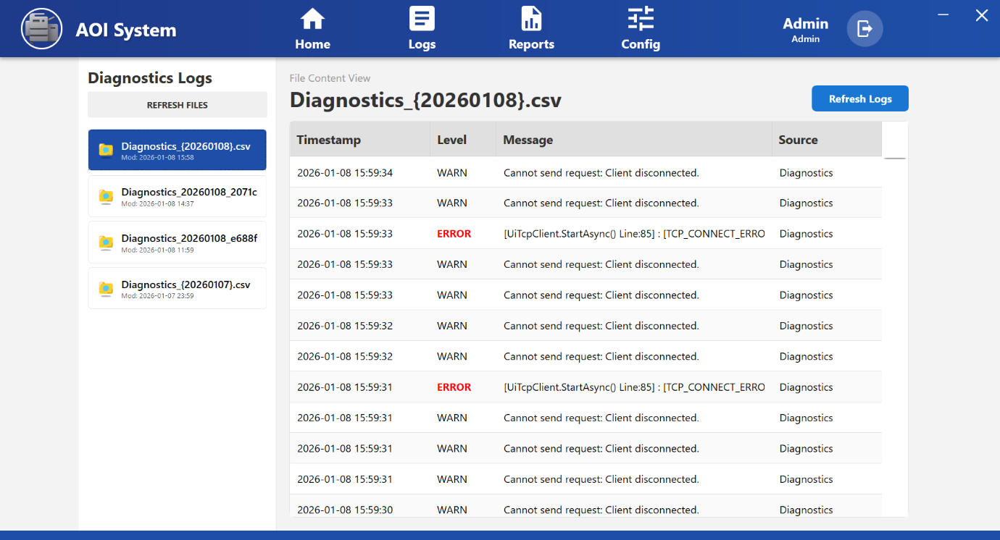 AOI System
Home
Logs
Reports
Config
Admin
Admin
Diagnostics Logs
REFRESH FILES
Diagnostics_{20260108}.csv
Mod: 2026-01-08 15:58
Diagnostics_20260108_2071c
Mod: 2026-01-08 14:37
Diagnostics_20260108_e688f
Mod: 2026-01-08 11:59
Diagnostics_{20260107}.csv
Mod: 2026-01-07 23:59
File Content View
Diagnostics_{20260108}.csv
Refresh Logs
Timestamp Level Message Source
2026-01-08 15:59:34 WARN Cannot send request: Client disconnected. Diagnostics
2026-01-08 15:59:33 WARN Cannot send request: Client disconnected. Diagnostics
2026-01-08 15:59:33 ERROR [UiTcpClient.StartAsync() Line:85] : [TCP_CONNECT_ERRO Diagnostics
2026-01-08 15:59:33 WARN Cannot send request: Client disconnected. Diagnostics
2026-01-08 15:59:33 WARN Cannot send request: Client disconnected. Diagnostics
2026-01-08 15:59:32 WARN Cannot send request: Client disconnected. Diagnostics
2026-01-08 15:59:32 WARN Cannot send request: Client disconnected. Diagnostics
2026-01-08 15:59:31 ERROR [UiTcpClient.StartAsync() Line:85] : [TCP_CONNECT_ERRO Diagnostics
2026-01-08 15:59:31 WARN Cannot send request: Client disconnected. Diagnostics
2026-01-08 15:59:31 WARN Cannot send request: Client disconnected. Diagnostics
2026-01-08 15:59:31 WARN Cannot send request: Client disconnected. Diagnostics
2026-01-08 15:59:30 WARN Cannot send request: Client disconnected. Diagnostics